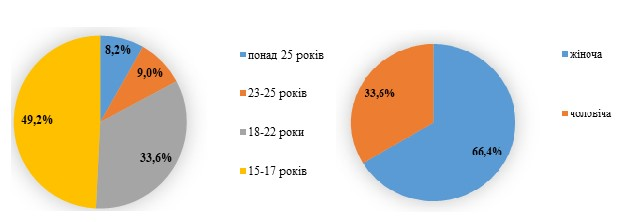 8,2%
9,0%
33,6%
49,2%
понад 25 років
23-25 років
18-22 роки
15-17 років
33,6%
66,4%
жіноча
чоловіча